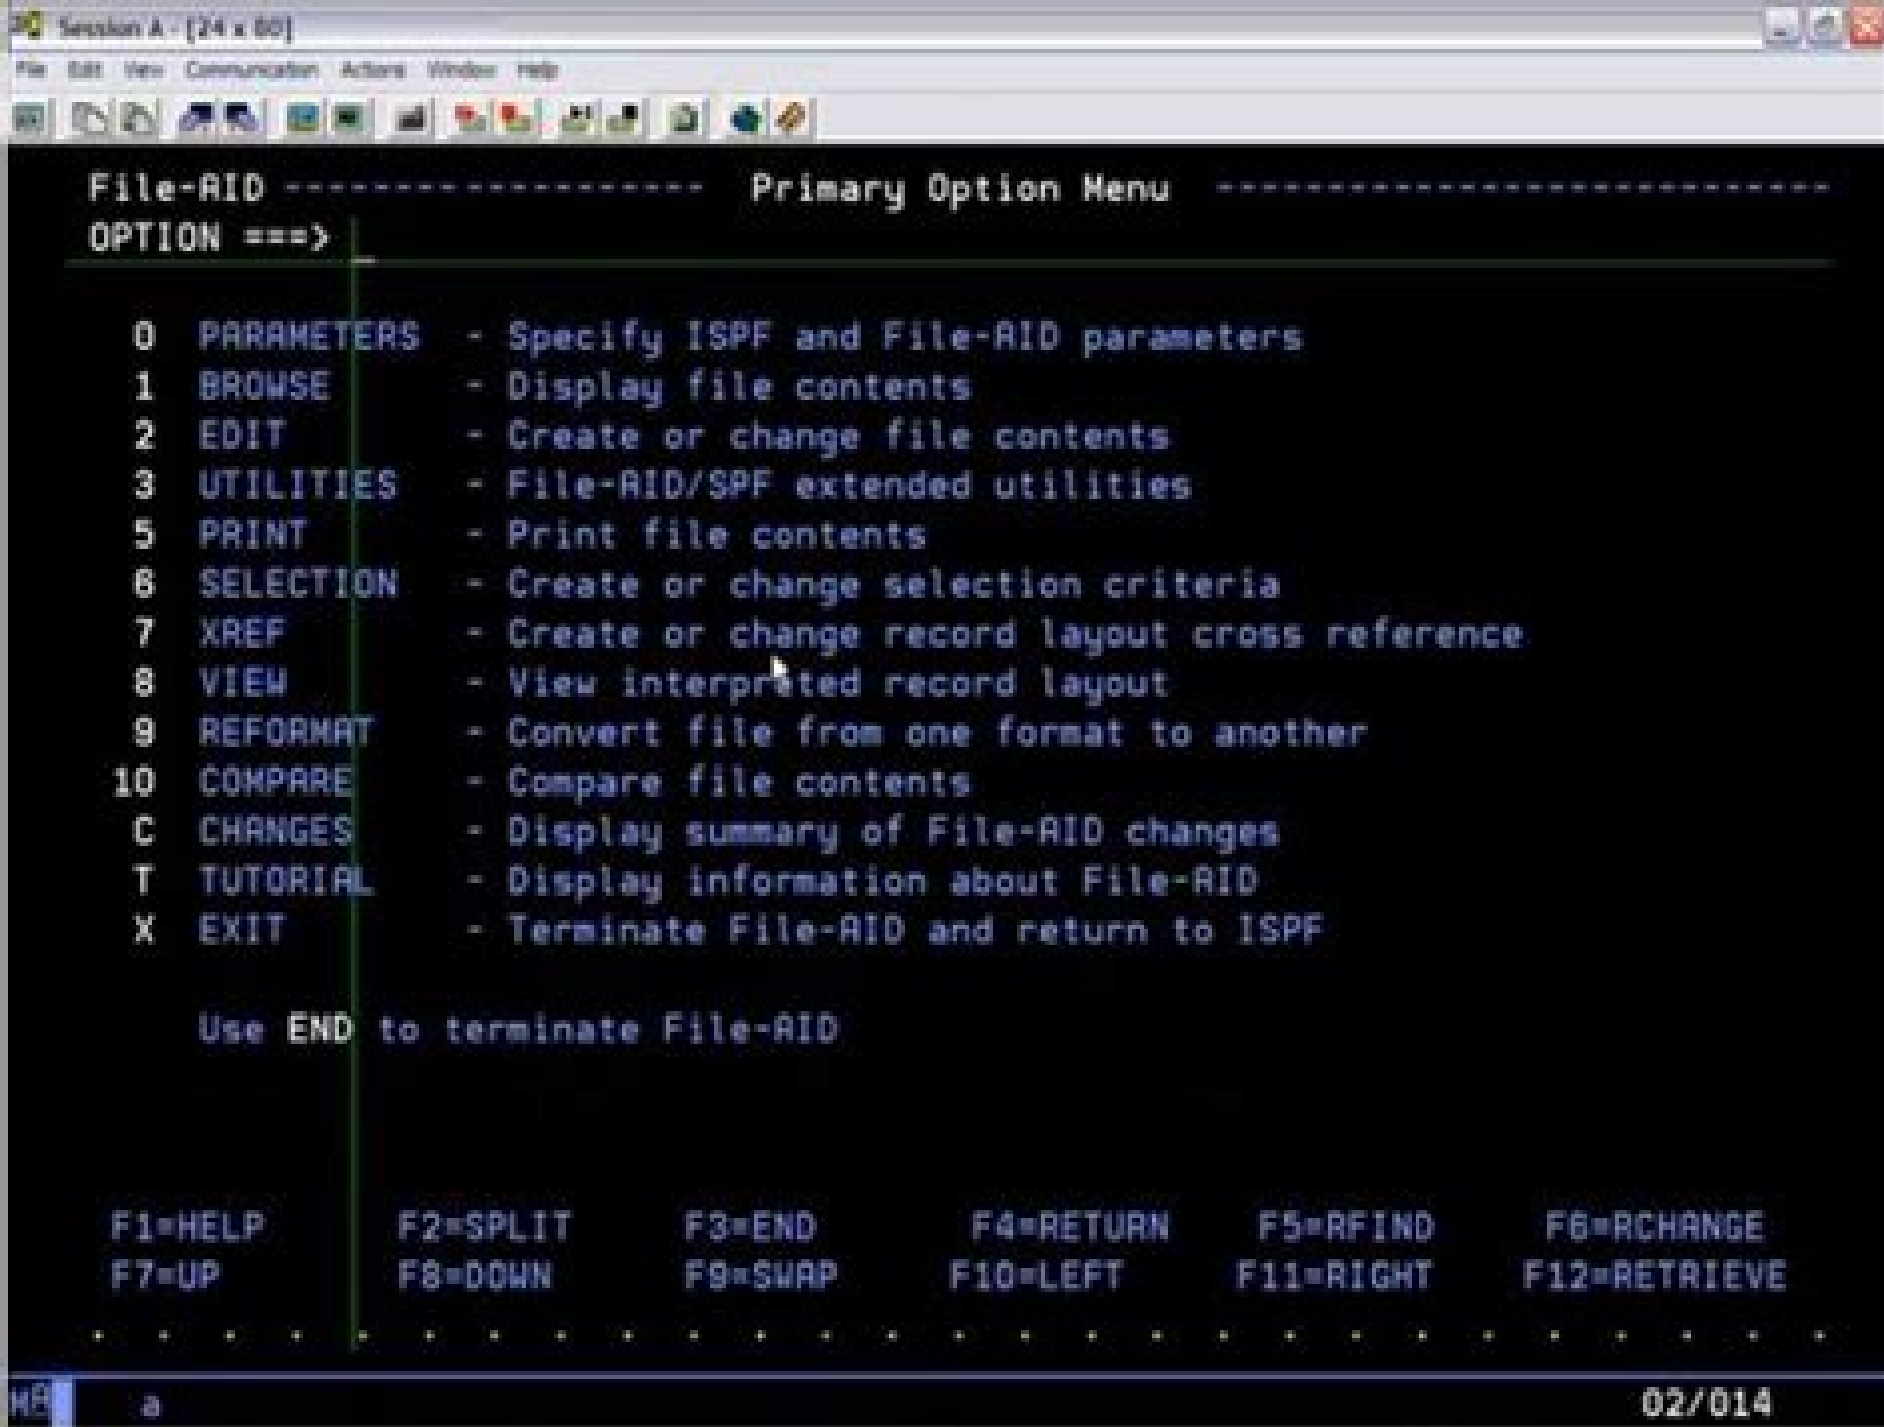 Session A - [24 x 80]
File Edit View Communication Actions Window Help
File-AID ------------------- Primary Option Menu ----------------------------
OPTION ===>
0 PARAMETERS - Specify ISPF and File-AID parameters
1 BROWSE - Display file contents
2 EDIT - Create or change file contents
3 UTILITIES - File-AID/SPF extended utilities
5 PRINT - Print file contents
6 SELECTION - Create or change selection criteria
7 XREF - Create or change record layout cross reference
8 VIEW - View interpreted record layout
9 REFORMAT - Convert file from one format to another
10 COMPARE - Compare file contents
C CHANGES - Display summary of File-AID changes
T TUTORIAL - Display information about File-AID
X EXIT - Terminate File-AID and return to ISPF
Use END to terminate File-AID
F1=HELP F2=SPLIT F3=END F4=RETURN F5=RFIND F6=RCHANGE
F7=UP F8=DOWN F9=SWAP F10=LEFT F11=RIGHT F12=RETRIEVE
a 02/014